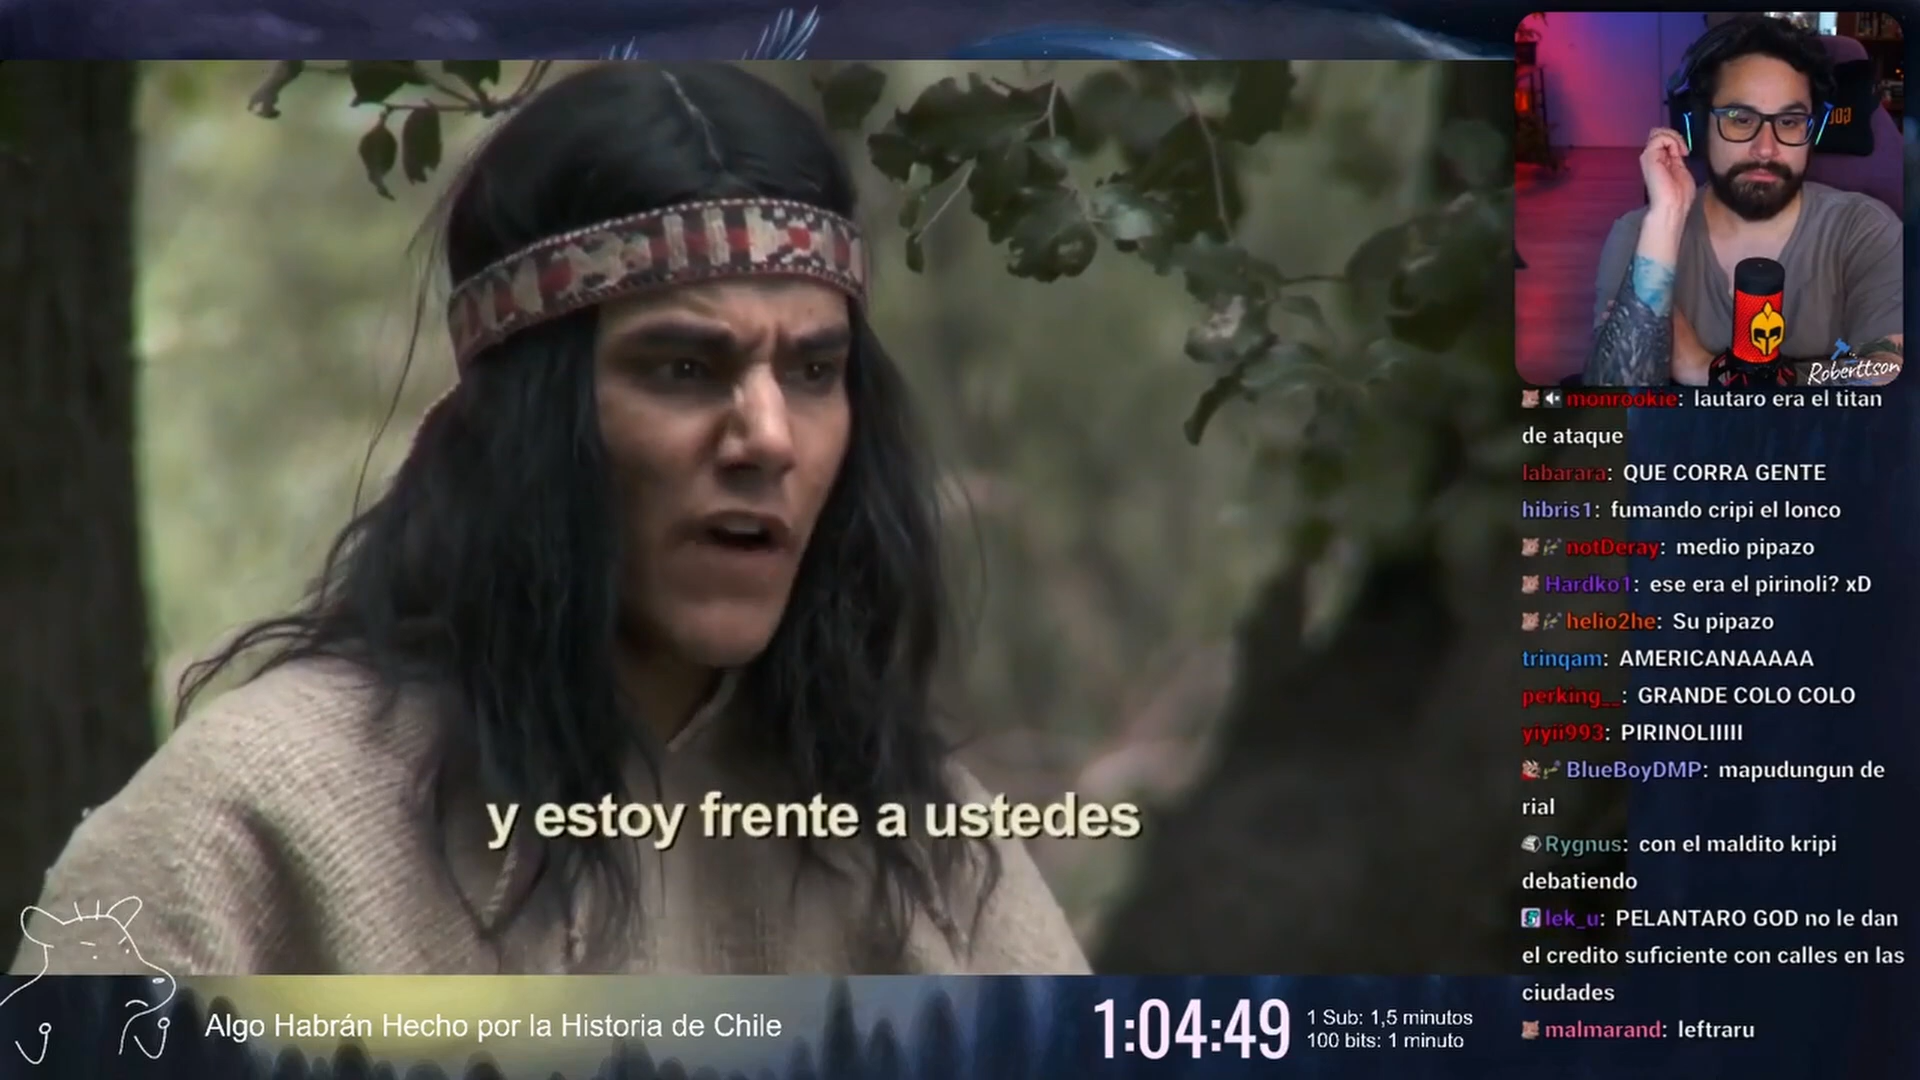 Roberttson
monrookie: lautaro era el titan
de ataque
labarara: QUE CORRA GENTE
hibris1: fumando cripi el lonco
notDeray: medio pipazo
Hardko1: ese era el pirinoli? xD
helio2he: Su pipazo
trinqam: AMERICANAAAAA
perking__: GRANDE COLO COLO
yiyii993: PIRINOLIIIII
BlueBoyDMP: mapudungun de
rial
Rygnus: con el maldito kripi
debatiendo
lek_u: PELANTARO GOD no le dan
el credito suficiente con calles en las
ciudades
malmarand: leftraru
y estoy frente a ustedes
Algo Habrán Hecho por la Historia de Chile
1:04:49
1 Sub: 1,5 minutos
100 bits: 1 minuto